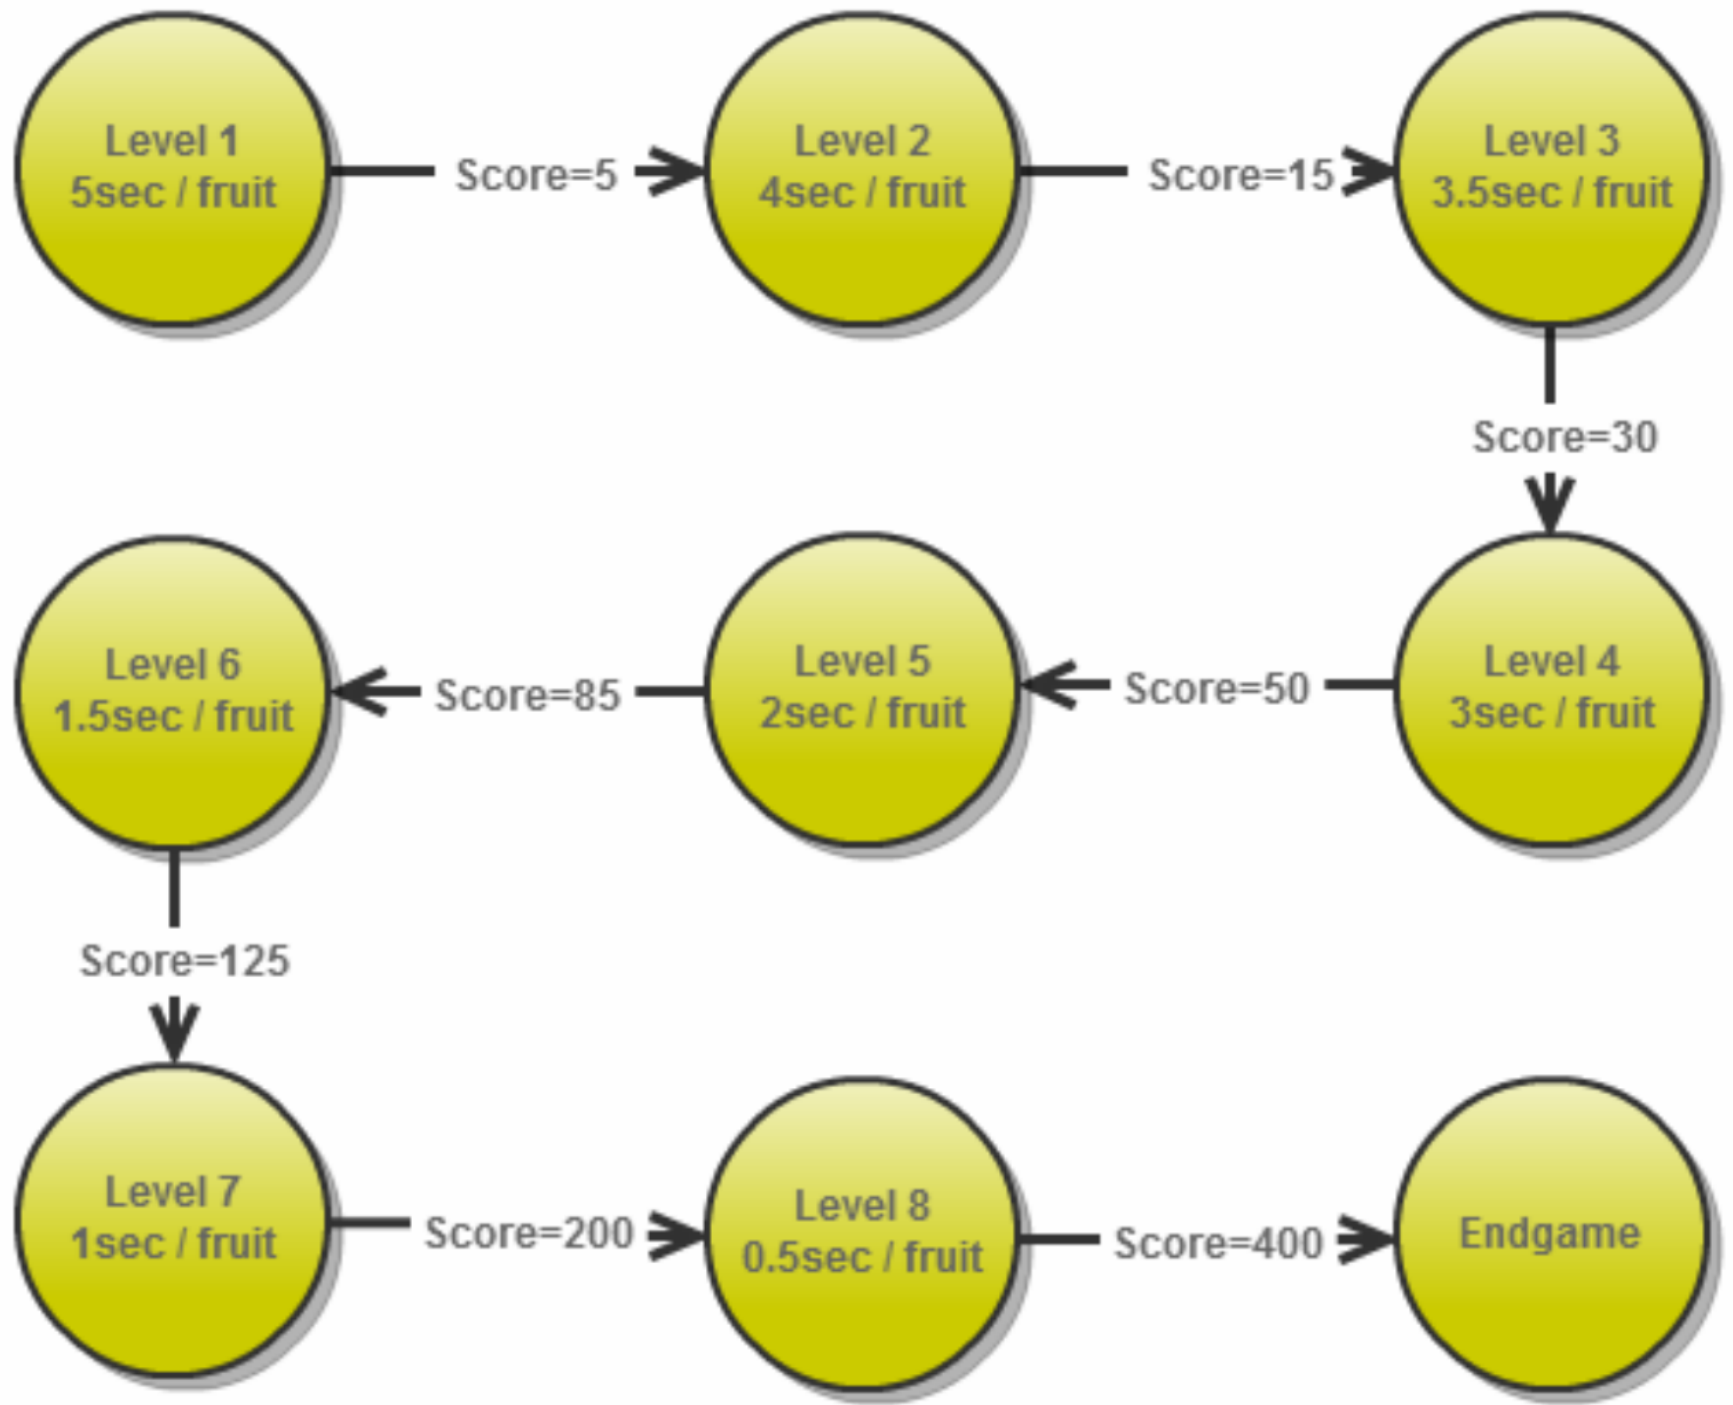 Level 1
5sec / fruit
Score=5
Level 2
4sec / fruit
Score=15
Level 3
3.5sec / fruit
Score=30
Level 4
3sec / fruit
Score=50
Level 5
2sec / fruit
Score=85
Level 6
1.5sec / fruit
Score=125
Level 7
1sec / fruit
Score=200
Level 8
0.5sec / fruit
Score=400
Endgame